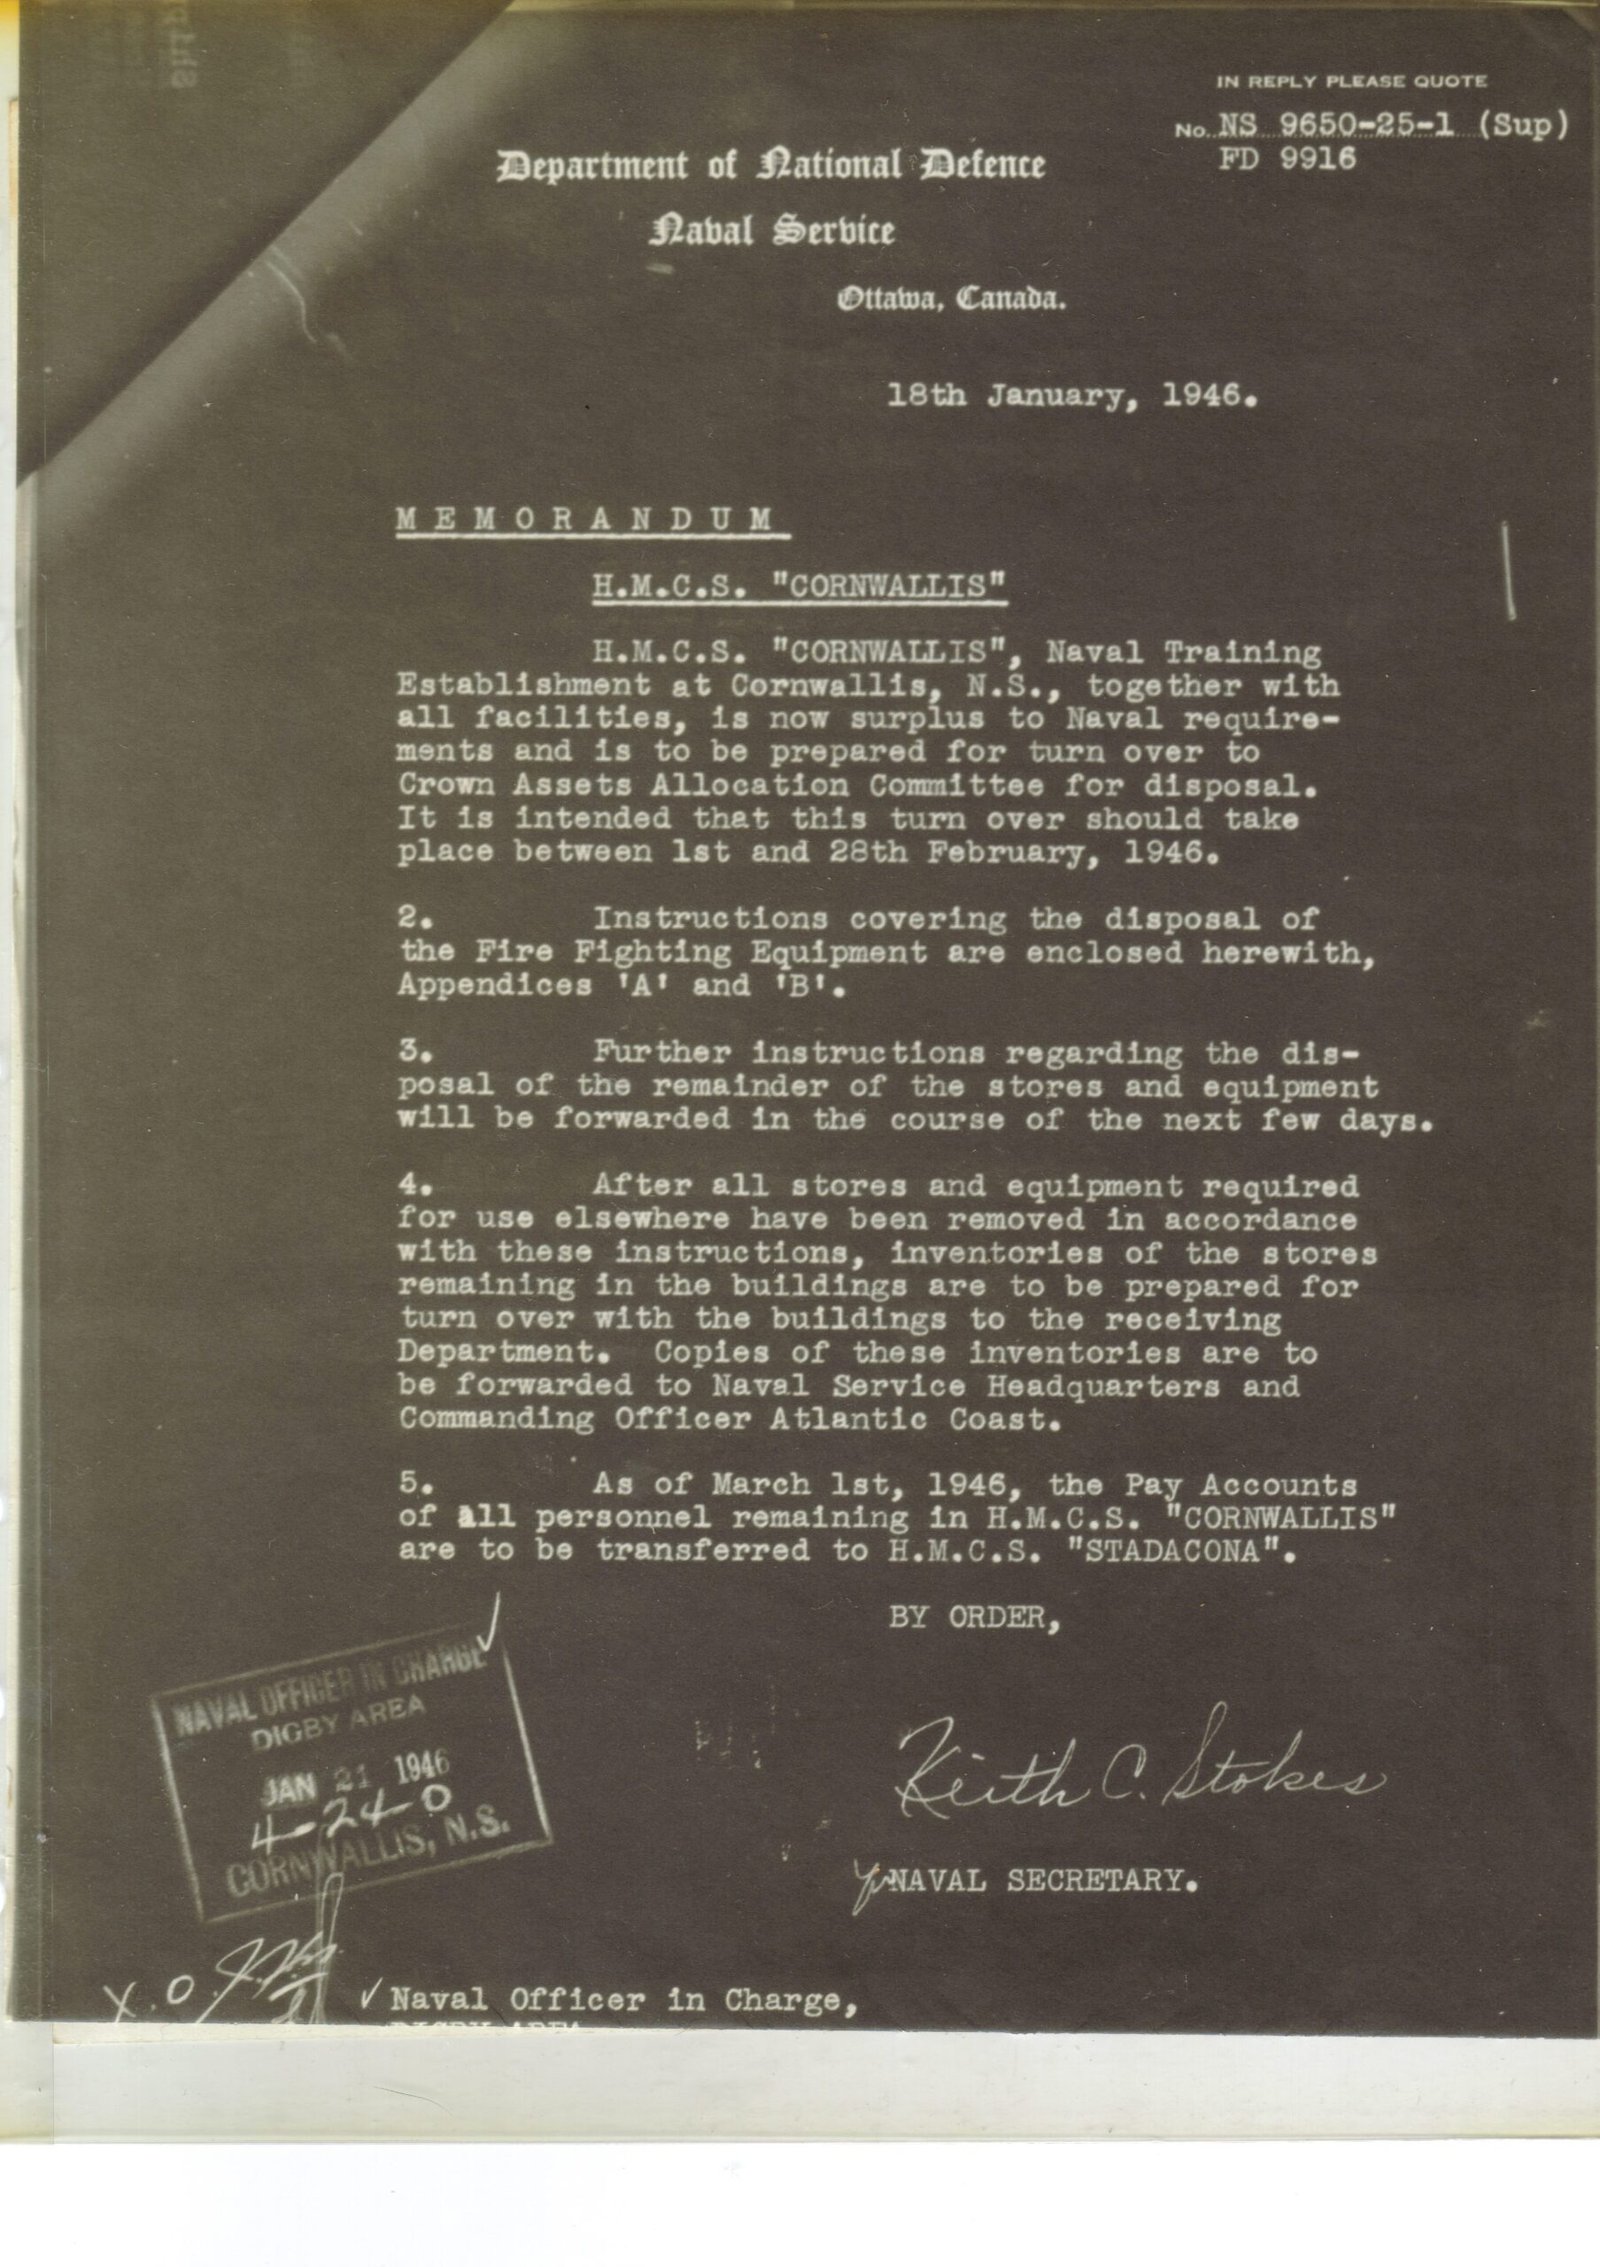 IN REPLY PLEASE QUOTE
No. NS 9650-25-1 (Sup)
FD 9916
Department of National Defence
Naval Service
Ottawa, Canada.
18th January, 1946.
MEMORANDUM
H.M.C.S. "CORNWALLIS"
H.M.C.S. "CORNWALLIS", Naval Training
Establishment at Cornwallis, N.S., together with
all facilities, is now surplus to Naval require-
ments and is to be prepared for turn over to
Crown Assets Allocation Committee for disposal.
It is intended that this turn over should take
place between 1st and 28th February, 1946.
2. Instructions covering the disposal of
the Fire Fighting Equipment are enclosed herewith,
Appendices 'A' and 'B'.
3. Further instructions regarding the dis-
posal of the remainder of the stores and equipment
will be forwarded in the course of the next few days.
4. After all stores and equipment required
for use elsewhere have been removed in accordance
with these instructions, inventories of the stores
remaining in the buildings are to be prepared for
turn over with the buildings to the receiving
Department. Copies of these inventories are to
be forwarded to Naval Service Headquarters and
Commanding Officer Atlantic Coast.
5. As of March 1st, 1946, the Pay Accounts
of all personnel remaining in H.M.C.S. "CORNWALLIS"
are to be transferred to H.M.C.S. "STADACONA".
BY ORDER,
Keith C. Stokes
NAVAL SECRETARY.
NAVAL OFFICER IN CHARGE
DIGBY AREA
JAN 21 1946
4-24-0
CORNWALLIS, N.S.
X.O.
Naval Officer in Charge,
DIGBY AREA